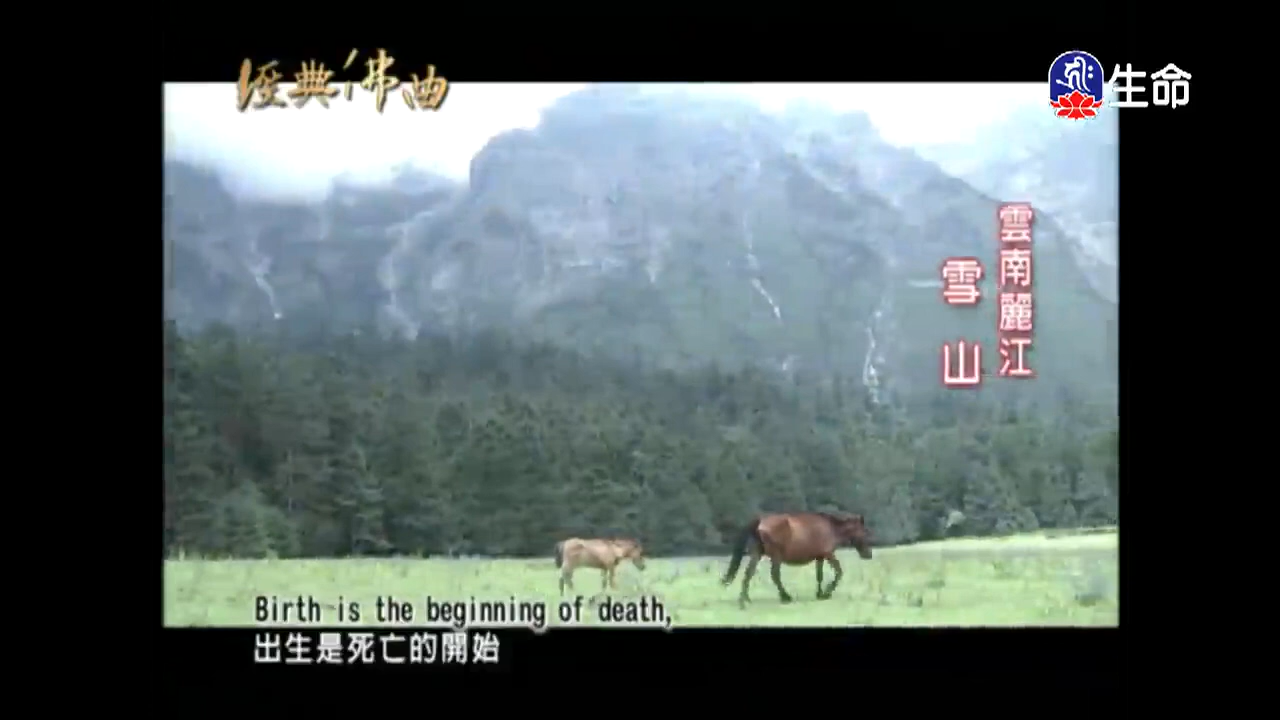 經典佛曲
生命
雲南麗江
雪山
Birth is the beginning of death,
出生是死亡的開始